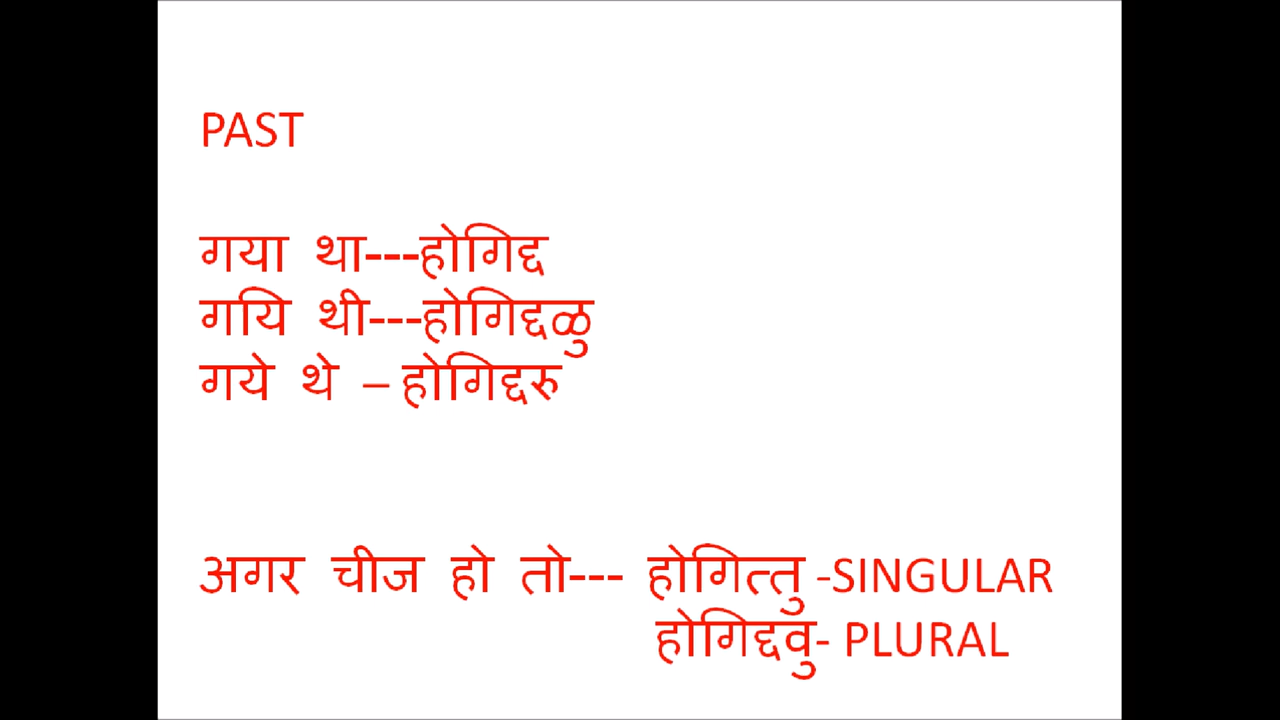 PAST
गया था---होगिद्द
गयि थी---होगिद्दळु
गये थे – होगिद्दरु
अगर चीज हो तो--- होगित्तु -SINGULAR
होगिद्दवु- PLURAL